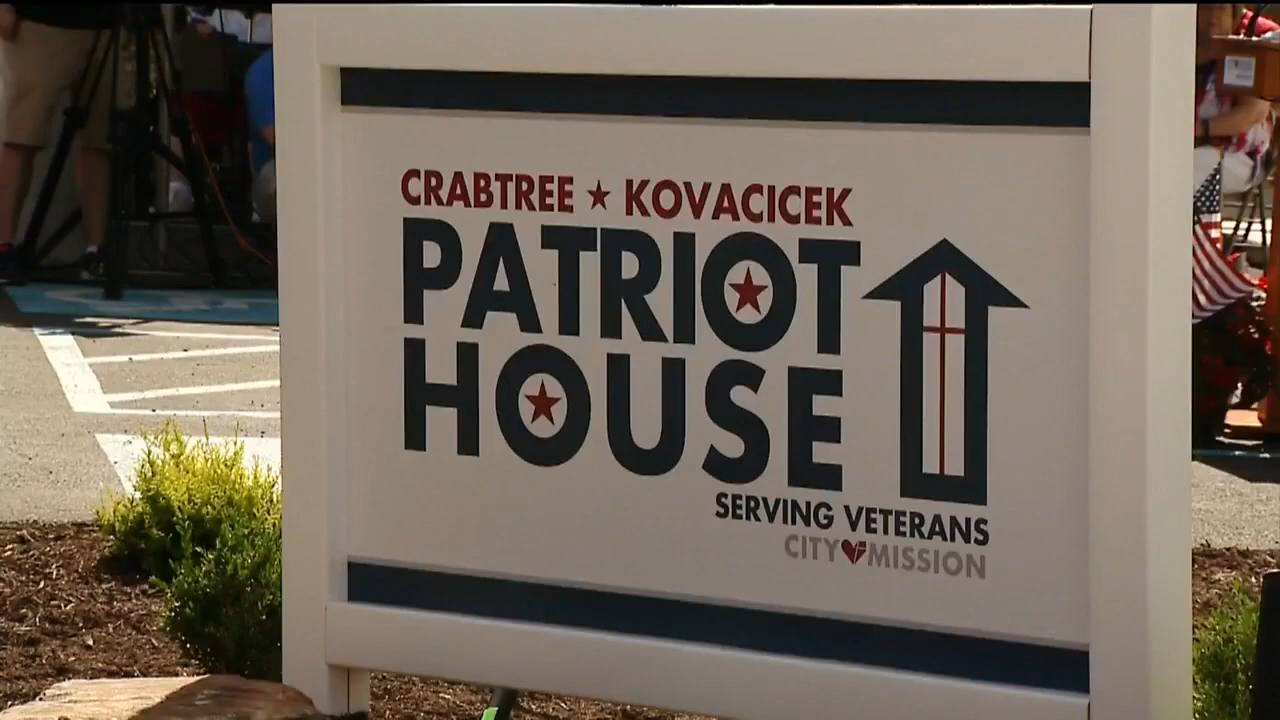 CRABTREE ★ KOVACICEK
PATRIOT
HOUSE
SERVING VETERANS
CITY MISSION